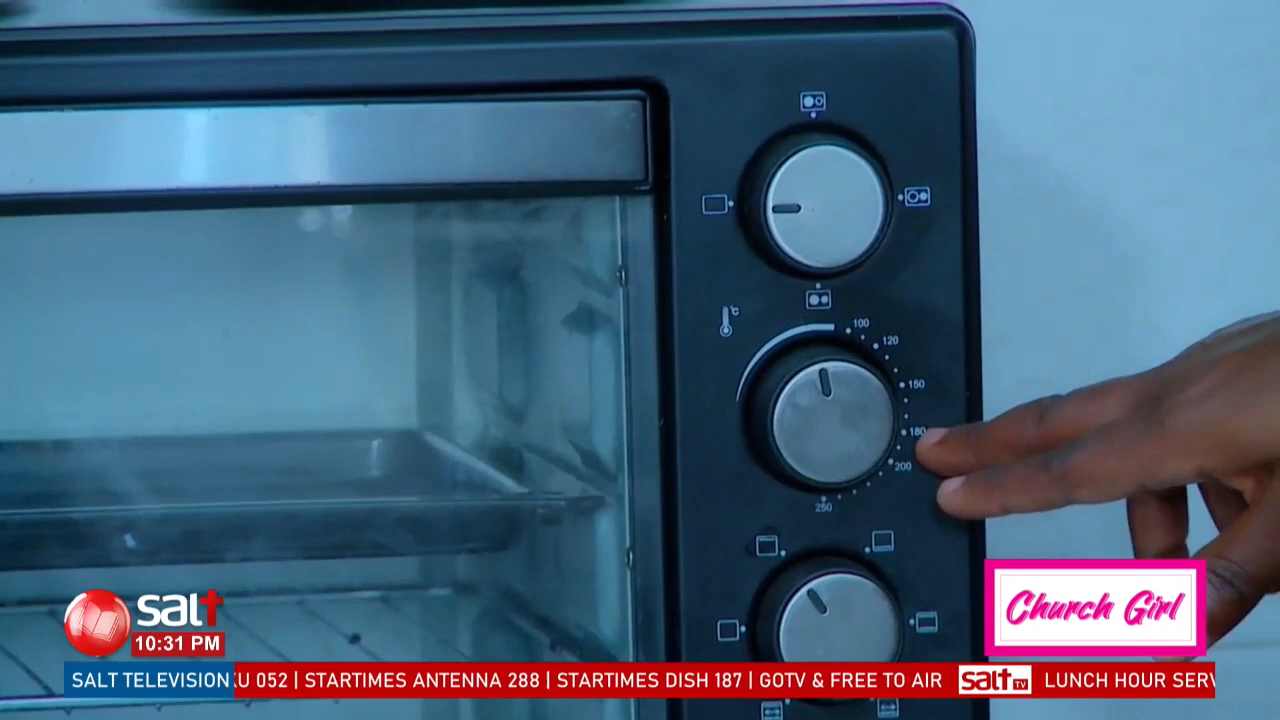 °C
100
120
150
180
200
250
salt
10:31 PM
Church Girl
SALT TELEVISION
KU 052 | STARTIMES ANTENNA 288 | STARTIMES DISH 187 | GOTV & FREE TO AIR
salt TV
LUNCH HOUR SERV